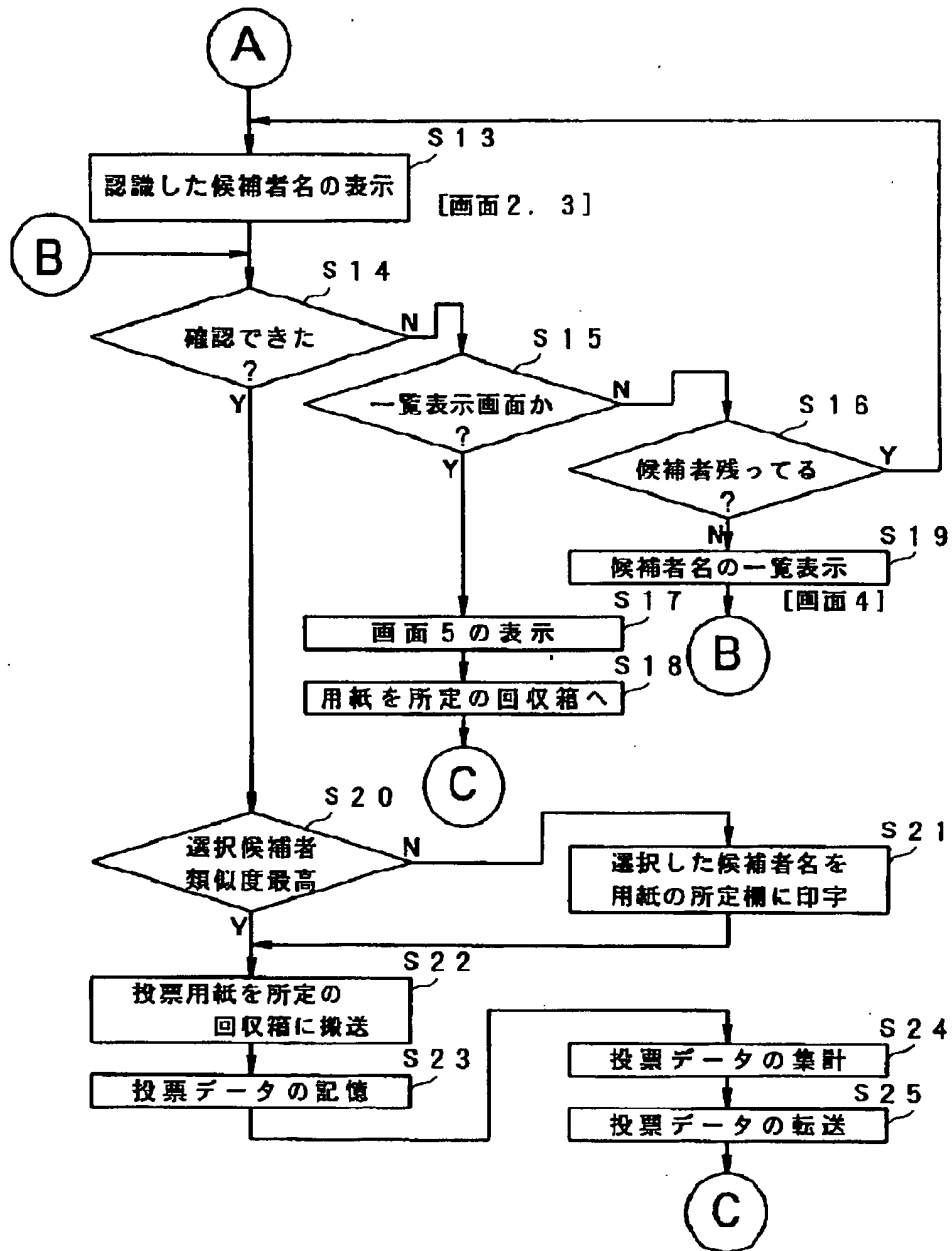 A
S13
認識した候補者名の表示
[画面2．3]
B
S14
確認できた
?
N
Y
S15
一覧表示画面か
?
N
Y
S16
候補者残ってる
?
Y
N
S19
候補者名の一覧表示
[画面4]
B
S17
画面5の表示
S18
用紙を所定の回収箱へ
C
S20
選択候補者
類似度最高
N
Y
S21
選択した候補者名を
用紙の所定欄に印字
S22
投票用紙を所定の
回収箱に搬送
S23
投票データの記憶
S24
投票データの集計
S25
投票データの転送
C